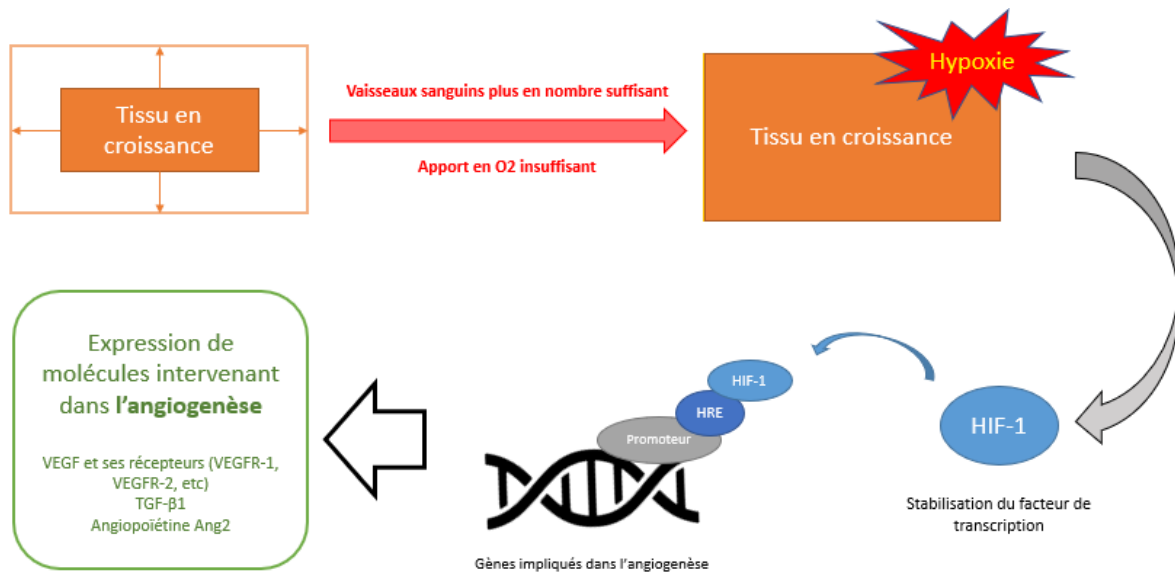 Tissu en
croissance
Vaisseaux sanguins plus en nombre suffisant
Apport en O2 insuffisant
Hypoxie
Tissu en croissance
Expression de
molécules intervenant
dans l'angiogenèse
VEGF et ses récepteurs (VEGFR-1,
VEGFR-2, etc)
TGF-β1
Angiopoïétine Ang2
HIF-1
HRE
Promoteur
Gènes impliqués dans l'angiogenèse
HIF-1
Stabilisation du facteur de
transcription